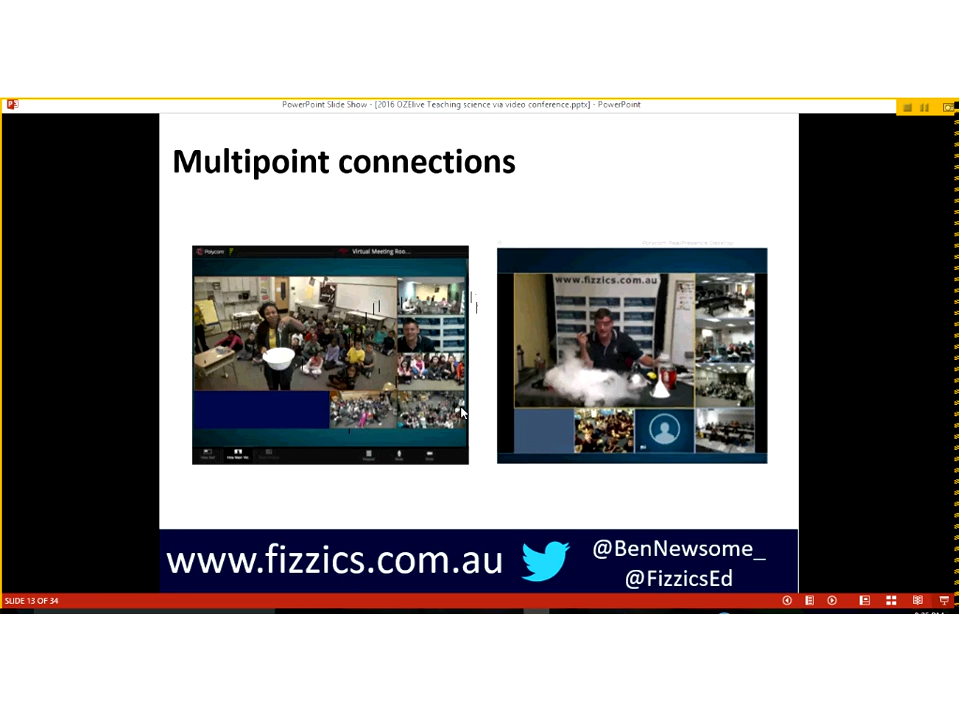 PowerPoint Slide Show - [2016 OZElive Teaching science via video conference.pptx] - PowerPoint
Multipoint connections
Polycom
Virtual Meeting Roo...
www.fizzics.com.au
www.fizzics.com.au
@BenNewsome_
@FizzicsEd
SLIDE 13 OF 34